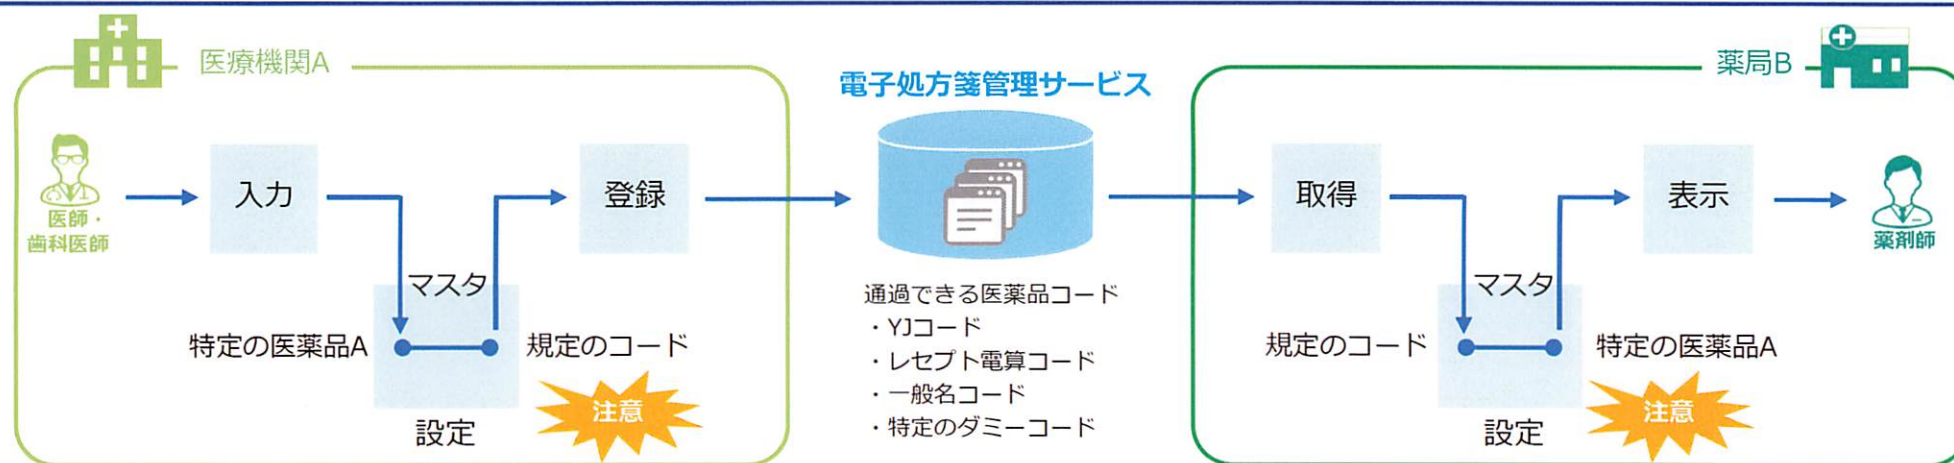 医療機関A
医師・
歯科医師
入力
登録
マスタ
特定の医薬品A
規定のコード
設定
注意
電子処方箋管理サービス
通過できる医薬品コード
・YJコード
・レセプト電算コード
・一般名コード
・特定のダミーコード
薬局B
取得
表示
薬剤師
マスタ
規定のコード
特定の医薬品A
設定
注意